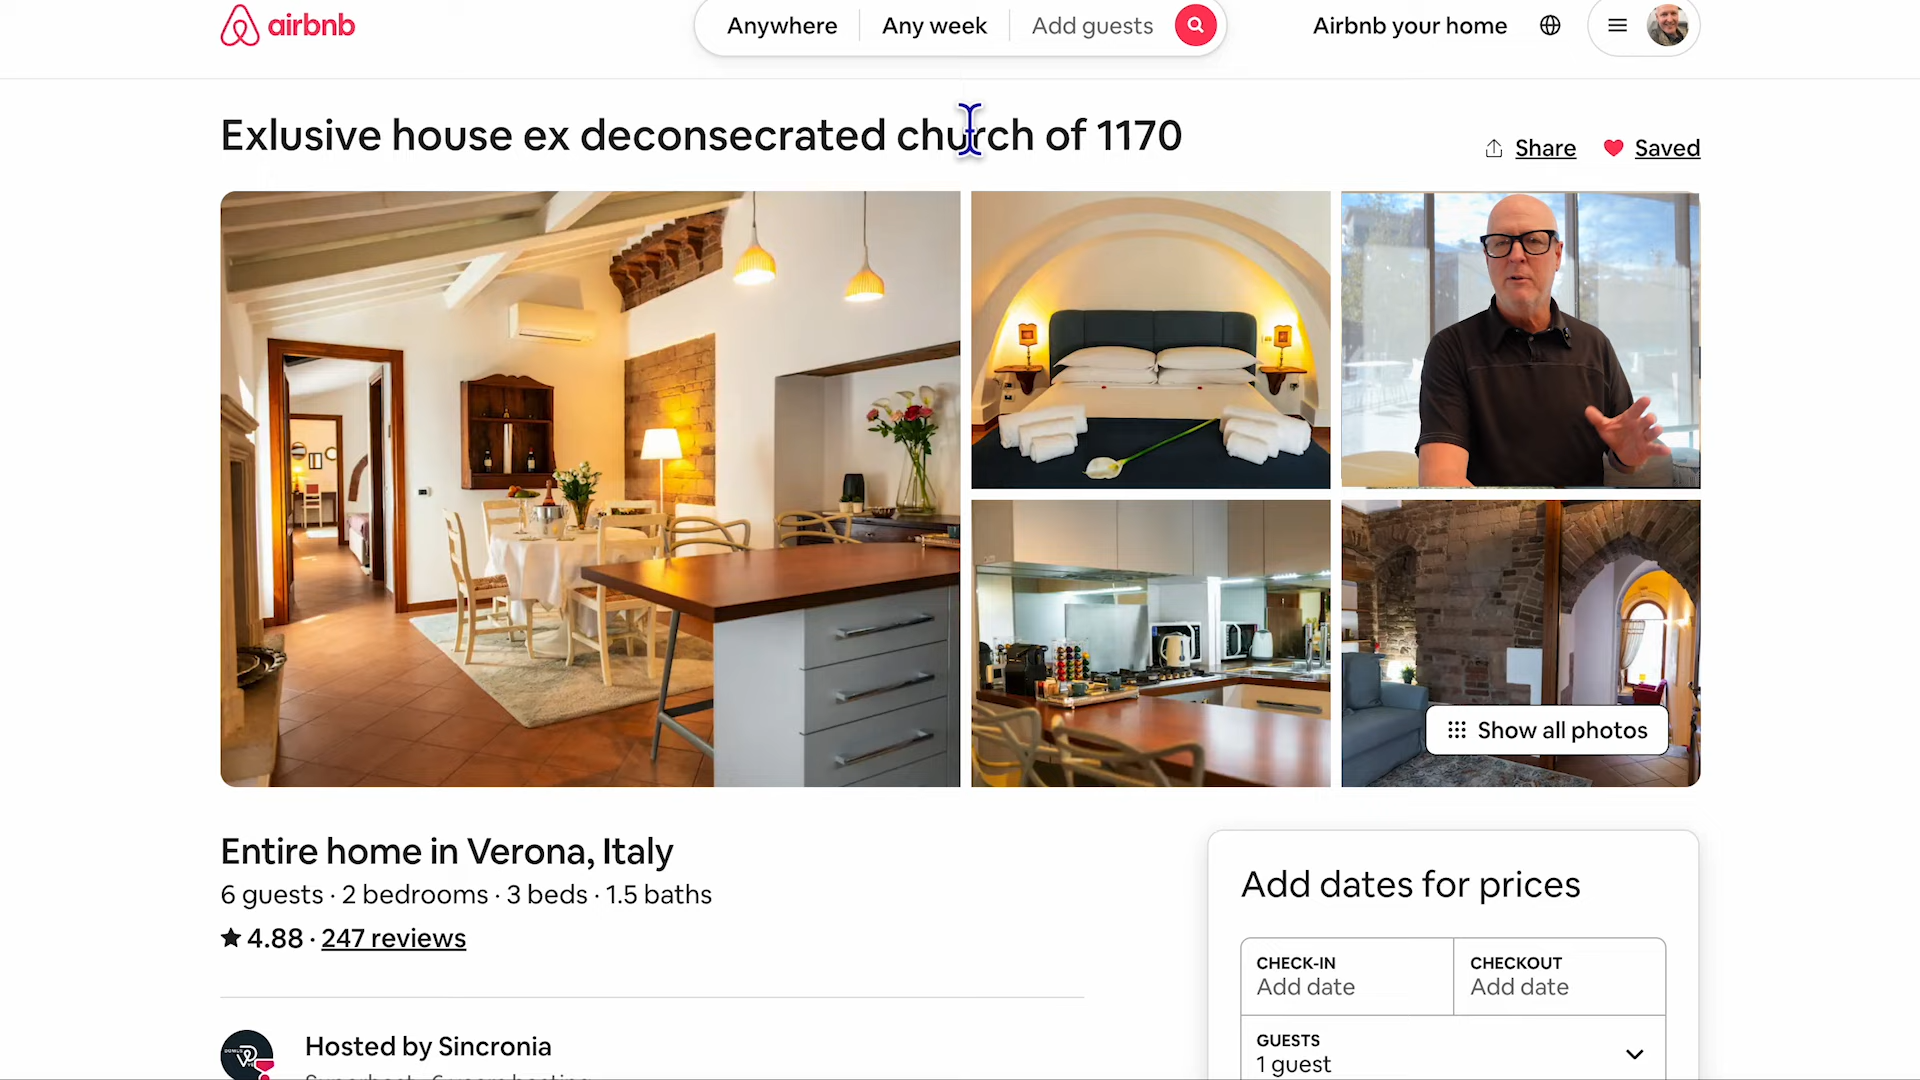 airbnb
Anywhere
Any week
Add guests
Airbnb your home
Exlusive house ex deconsecrated church of 1170
Share
Saved
Show all photos
Entire home in Verona, Italy
6 guests · 2 bedrooms · 3 beds · 1.5 baths
★ 4.88 · 247 reviews
Hosted by Sincronia
Add dates for prices
CHECK-IN
Add date
CHECKOUT
Add date
GUESTS
1 guest